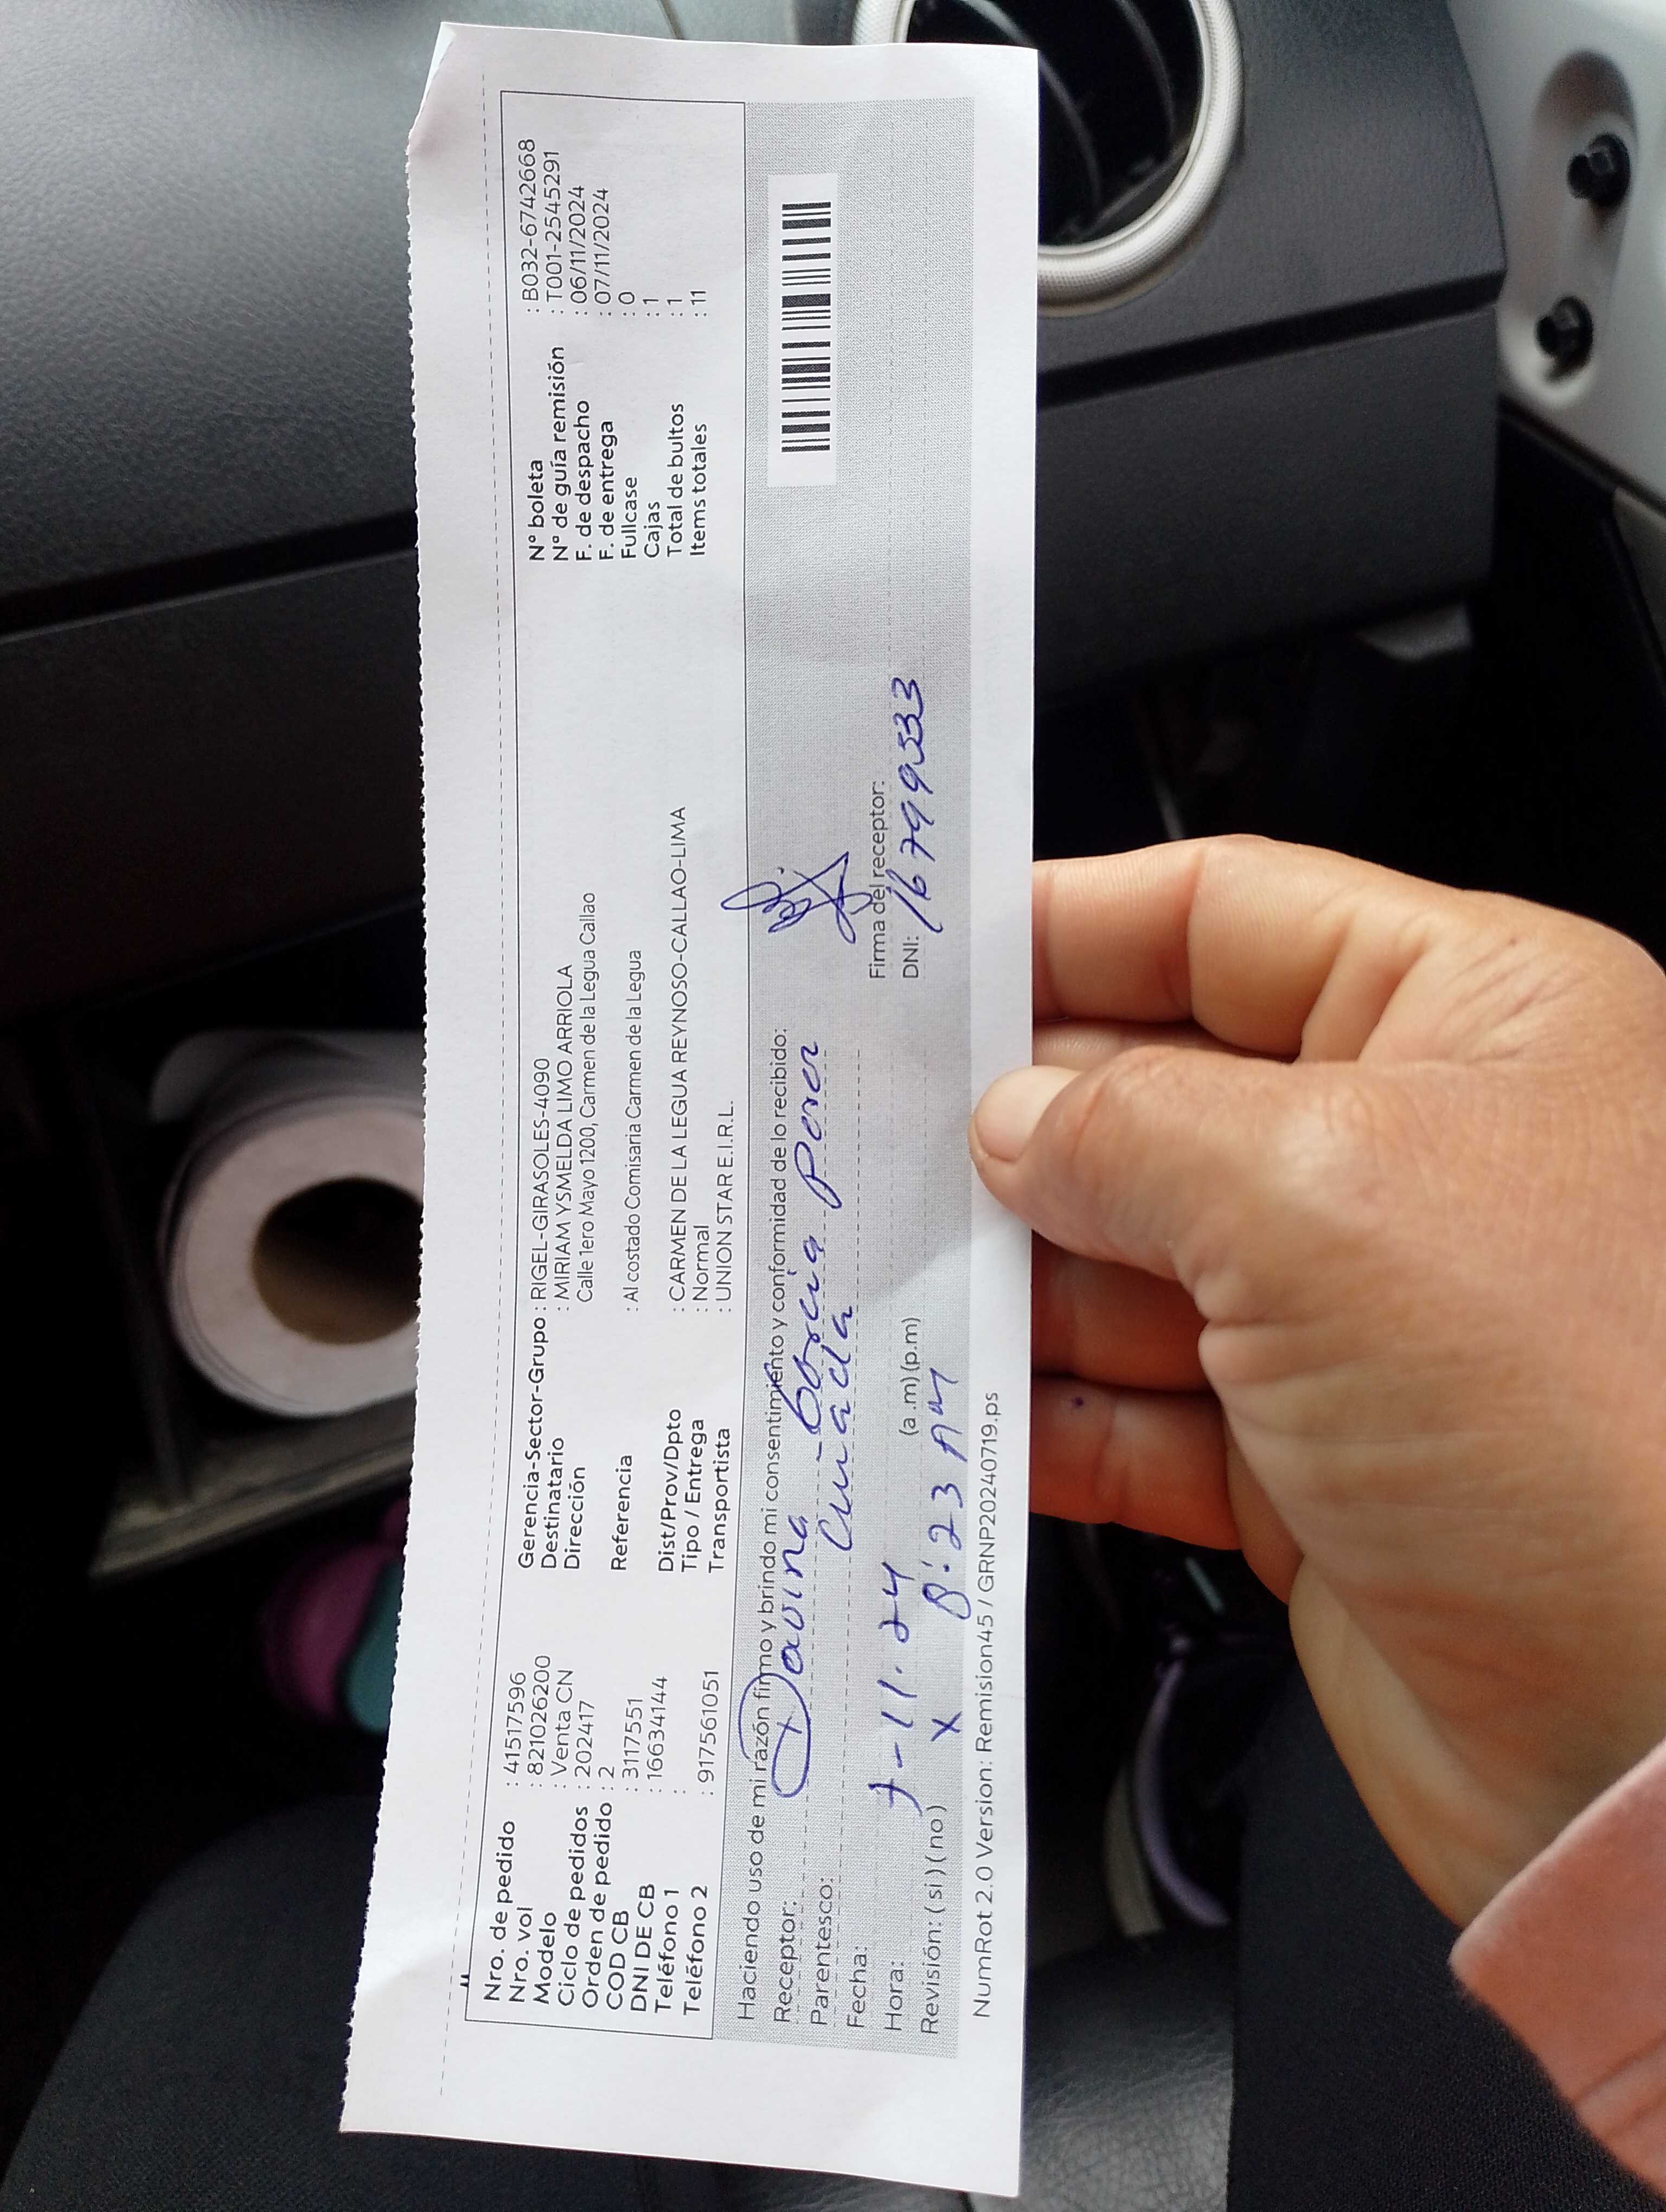 Nro. de pedido : 41517596
Nro. vol : 821026200
Modelo : Venta CN
Ciclo de pedidos : 202417
Orden de pedido : 2
COD CB : 3117551
DNI DE CB : 16634144
Teléfono 1 :
Teléfono 2 : 917561051
Gerencia-Sector-Grupo : RIGEL-GIRASOLES-4090
Destinatario : MIRIAM YSMELDA LIMO ARRIOLA
Dirección Calle 1ero Mayo 1200, Carmen de la Legua Callao
Referencia : Al costado Comisaria Carmen de la Legua
Dist/Prov/Dpto : CARMEN DE LA LEGUA REYNOSO-CALLAO-LIMA
Tipo / Entrega : Normal
Transportista : UNION STAR E.I.R.L.
N° boleta : B032-6742668
N° de guía remisión : T001-2545291
F. de despacho : 06/11/2024
F. de entrega : 07/11/2024
Fullcase : 0
Cajas : 1
Total de bultos : 1
Items totales : 11
Haciendo uso de mi razón firmo y brindo mi consentimiento y conformidad de lo recibido:
Receptor: Davina
Parentesco: Cuñada
Fecha: 7-11-24
Hora: 8:23 AM (a .m) (p.m)
Revisión: ( si ) ( no ) X
Firma del receptor:
DNI: 16799533
NumRot 2.0 Version: Remision45 / GRNP20240719.ps